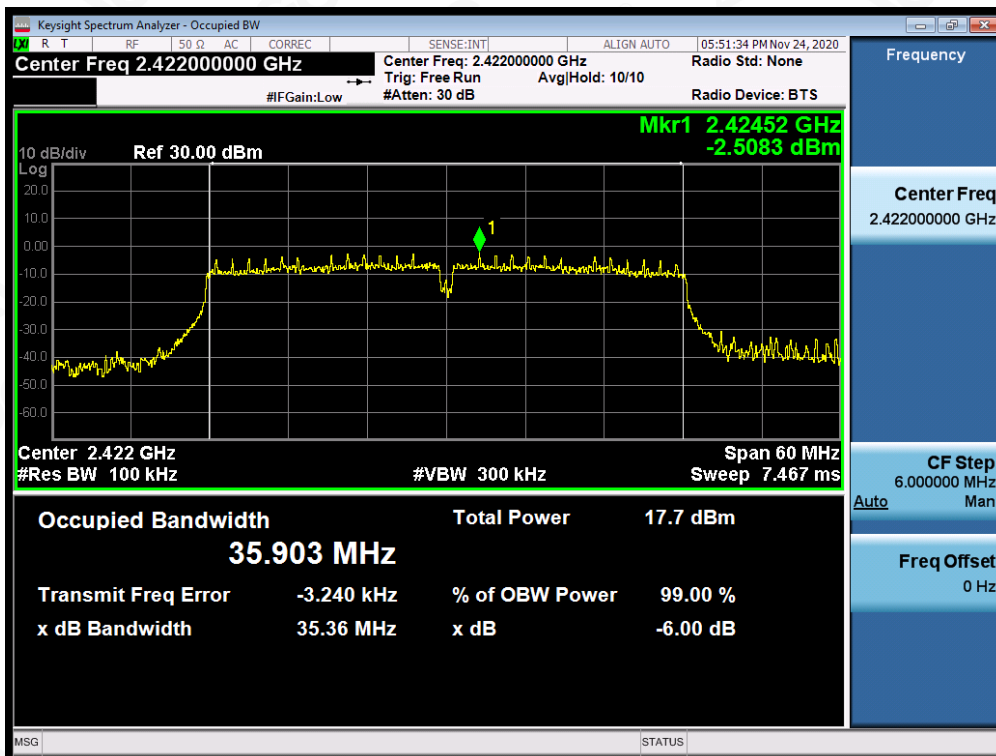 Keysight Spectrum Analyzer - Occupied BW
LXI R T RF 50 Ω AC CORREC SENSE:INT ALIGN AUTO 05:51:34 PM Nov 24, 2020
Center Freq 2.422000000 GHz
Center Freq: 2.422000000 GHz Radio Std: None
Trig: Free Run Avg|Hold: 10/10
#IFGain:Low #Atten: 30 dB Radio Device: BTS
Mkr1 2.42452 GHz
-2.5083 dBm
10 dB/div Ref 30.00 dBm
Log
20.0
10.0
0.00
-10.0
-20.0
-30.0
-40.0
-50.0
-60.0
1
Center 2.422 GHz Span 60 MHz
#Res BW 100 kHz #VBW 300 kHz Sweep 7.467 ms
Occupied Bandwidth Total Power 17.7 dBm
35.903 MHz
Transmit Freq Error -3.240 kHz % of OBW Power 99.00 %
x dB Bandwidth 35.36 MHz x dB -6.00 dB
Frequency
Center Freq
2.422000000 GHz
CF Step
6.000000 MHz
Auto Man
Freq Offset
0 Hz
MSG STATUS